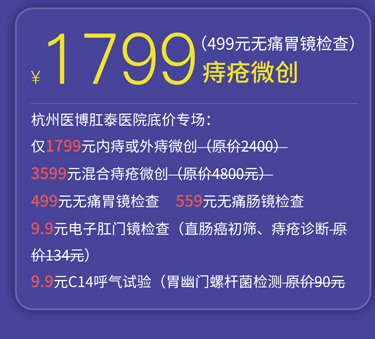 ¥1799(499元无痛胃镜检查)
痔疮微创
杭州医博肛泰医院底价专场：
仅1799元内痔或外痔微创（原价2400）
3599元混合痔疮微创（原价4800元）
499元无痛胃镜检查 559元无痛肠镜检查
9.9元电子肛门镜检查（直肠癌初筛、痔疮诊断 原
价134元）
9.9元C14呼气试验（胃幽门螺杆菌检测 原价90元